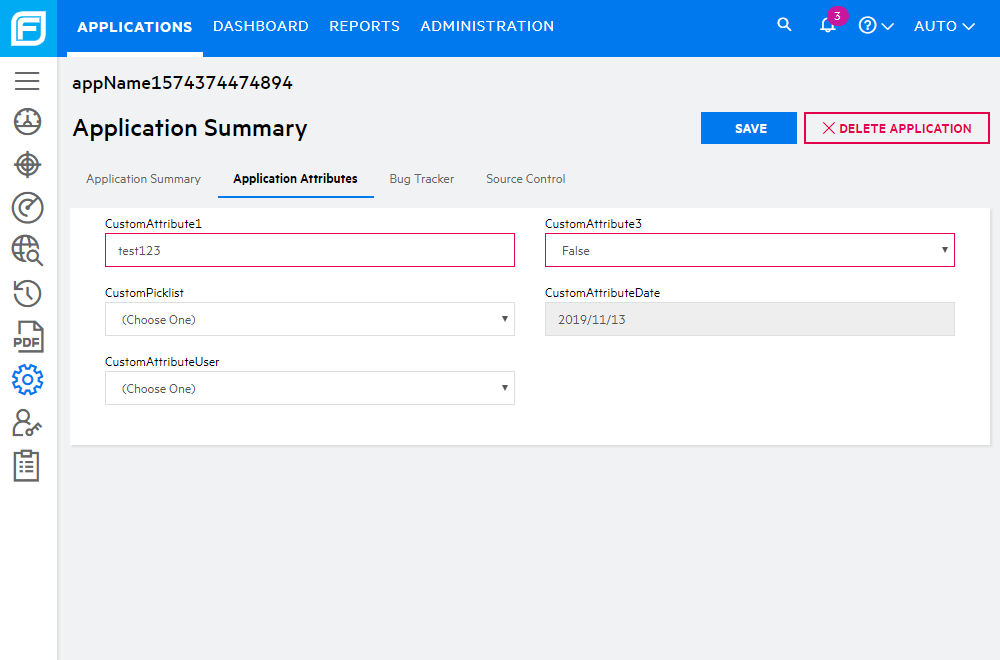 APPLICATIONS DASHBOARD REPORTS ADMINISTRATION 3 AUTO
appName1574374474894
Application Summary SAVE DELETE APPLICATION
Application Summary Application Attributes Bug Tracker Source Control
CustomAttribute1 CustomAttribute3
test123 False
CustomPicklist CustomAttributeDate
(Choose One) 2019/11/13
PDF
CustomAttributeUser
(Choose One)